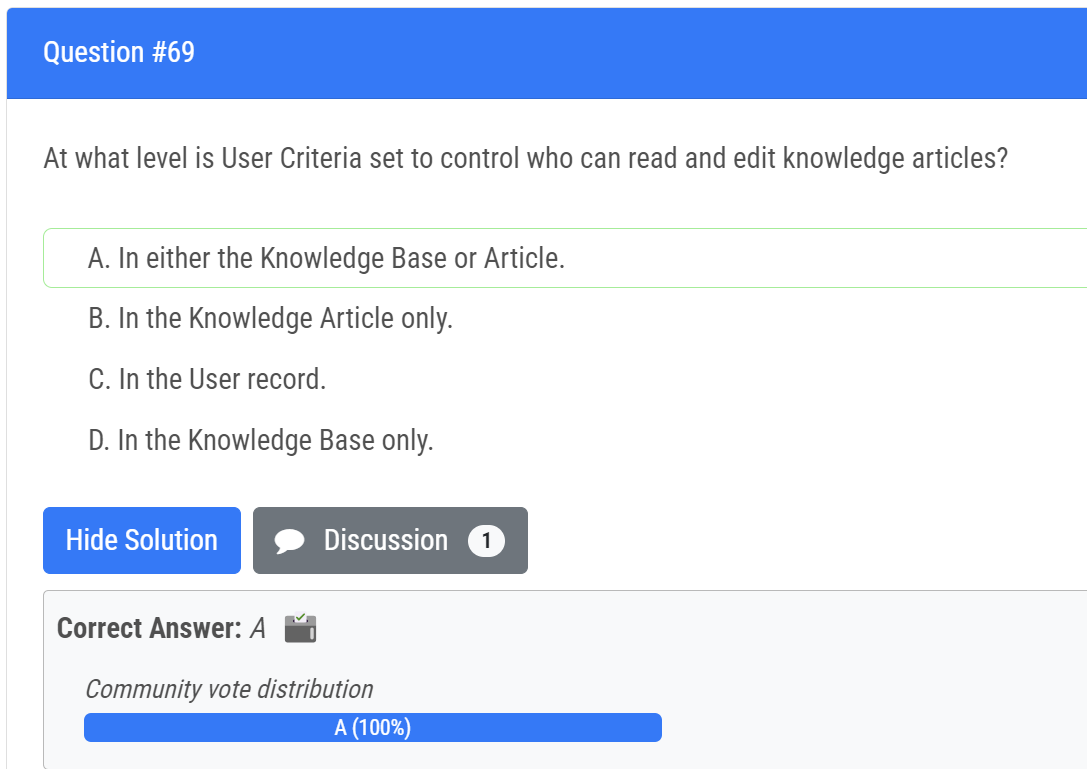 Question #69
At what level is User Criteria set to control who can read and edit knowledge articles?
A. In either the Knowledge Base or Article.
B. In the Knowledge Article only.
C. In the User record.
D. In the Knowledge Base only.
Hide Solution Discussion 1
Correct Answer: A
Community vote distribution
A (100%)